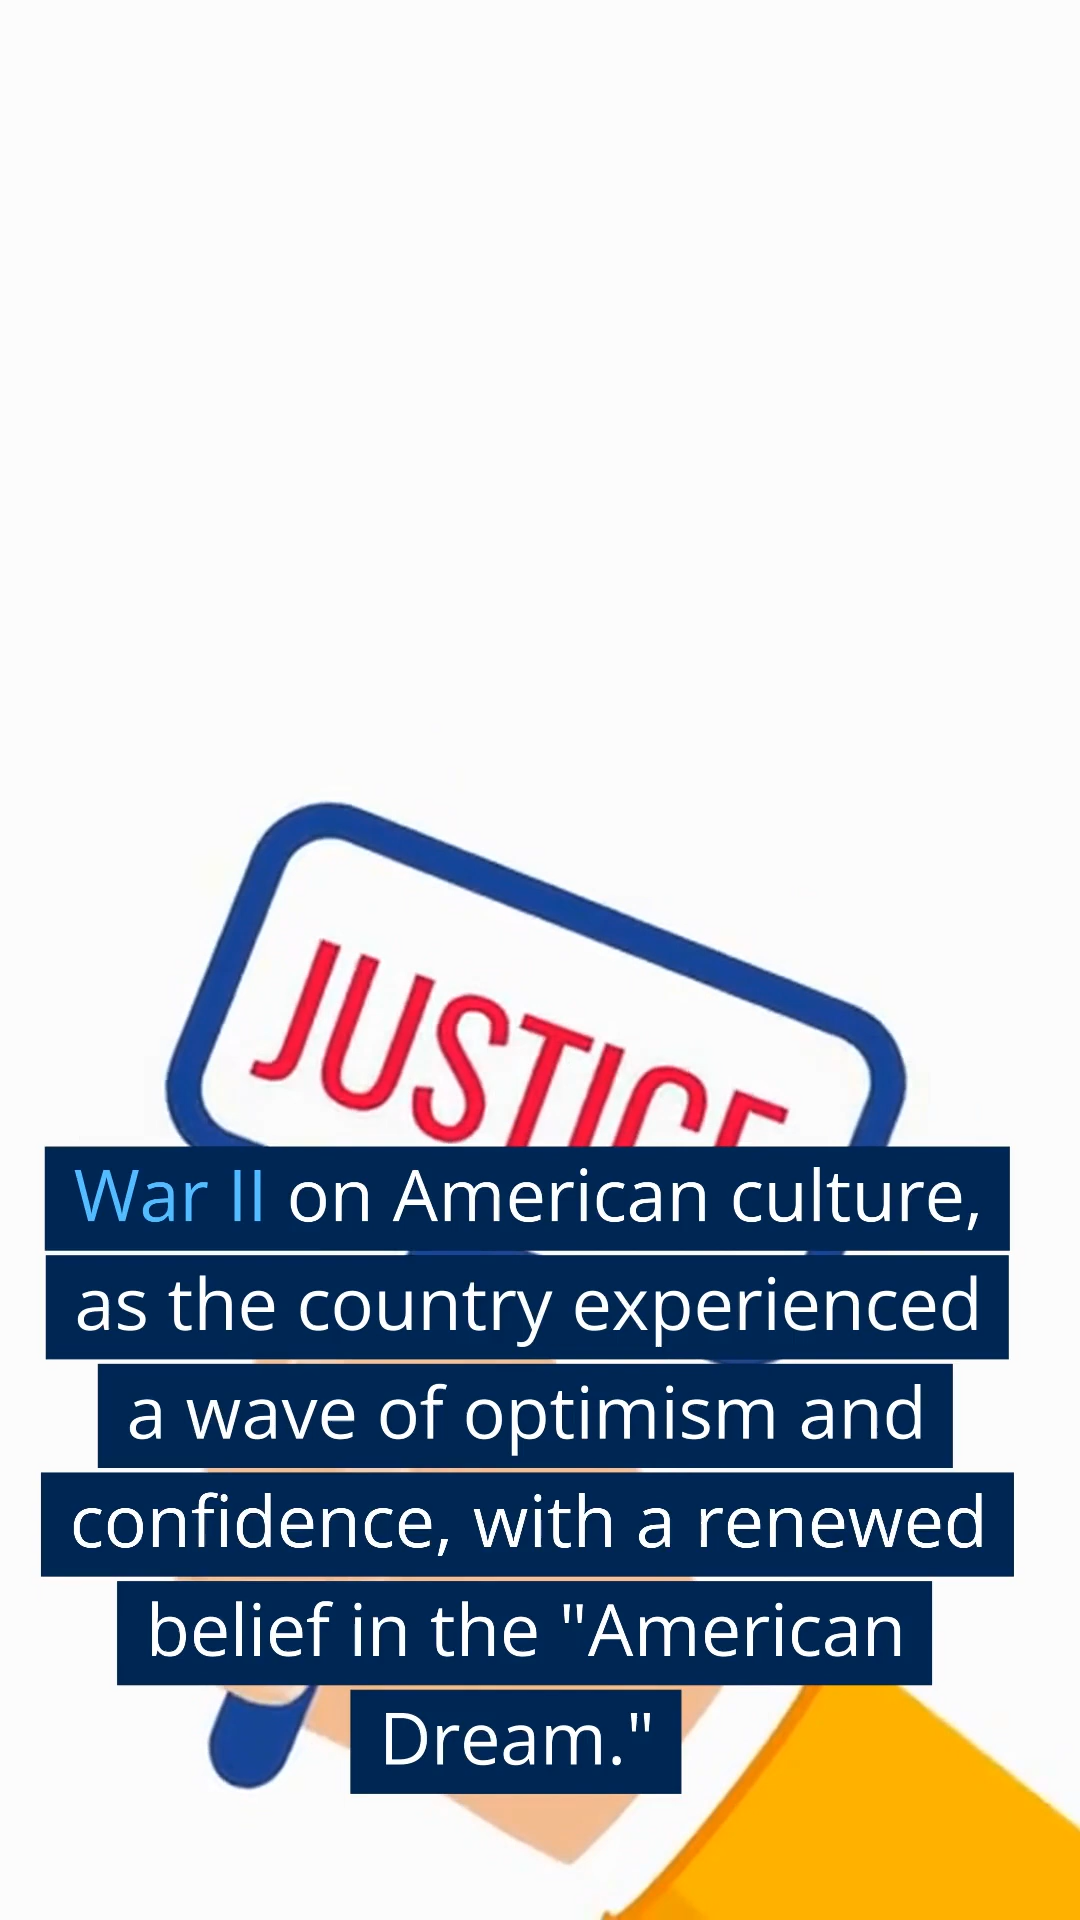 JUSTICE
War II on American culture,
as the country experienced
a wave of optimism and
confidence, with a renewed
belief in the "American
Dream."